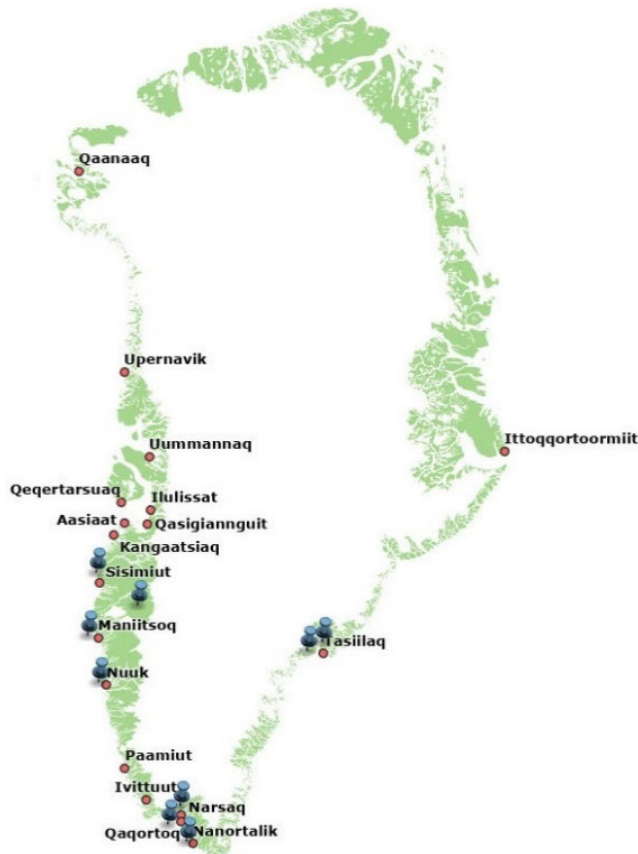 Qaanaaq
Upernavik
Uummannaq
Ittoqqortoormiit
Qeqertarsuaq
Ilulissat
Aasiaat
Qasigiannguit
Kangaatsiaq
Sisimiut
Maniitsoq
Tasiilaq
Nuuk
Paamiut
Ivittuut
Narsaq
Qaqortoq
Nanortalik